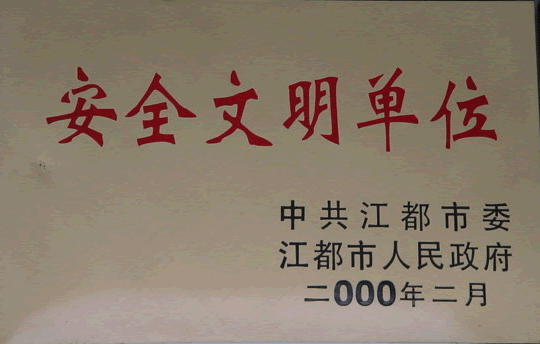 安全文明单位
中共江都市委
江都市人民政府
二000年二月